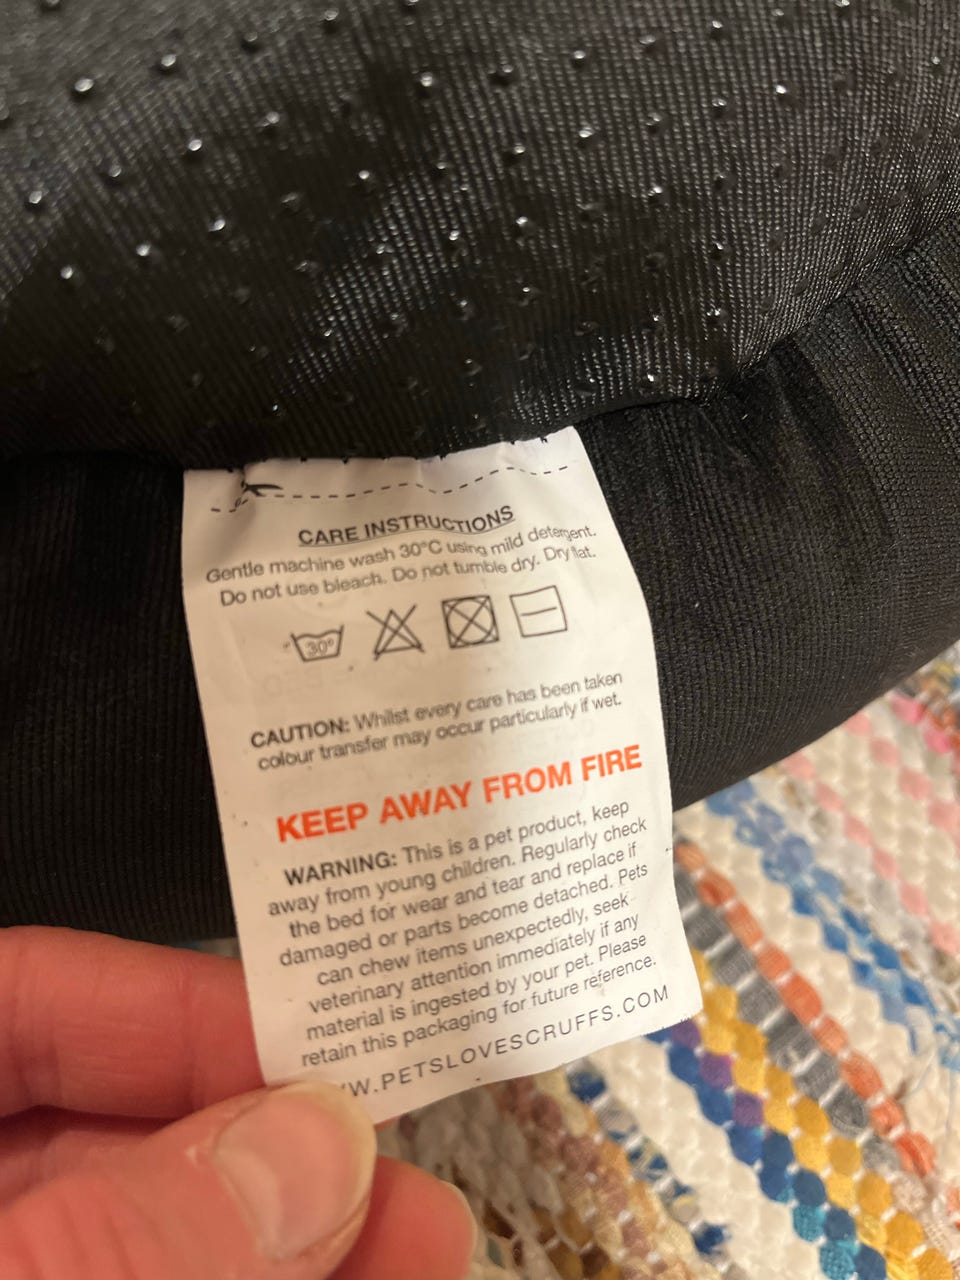 CARE INSTRUCTIONS
Gentle machine wash 30°C using mild detergent.
Do not use bleach. Do not tumble dry. Dry flat.
30°
CAUTION: Whilst every care has been taken
colour transfer may occur particularly if wet.
KEEP AWAY FROM FIRE
WARNING: This is a pet product, keep
away from young children. Regularly check
the bed for wear and tear and replace if
damaged or parts become detached. Pets
can chew items unexpectedly, seek
veterinary attention immediately if any
material is ingested by your pet. Please
retain this packaging for future reference.
W.PETSLOVESCRUFFS.COM